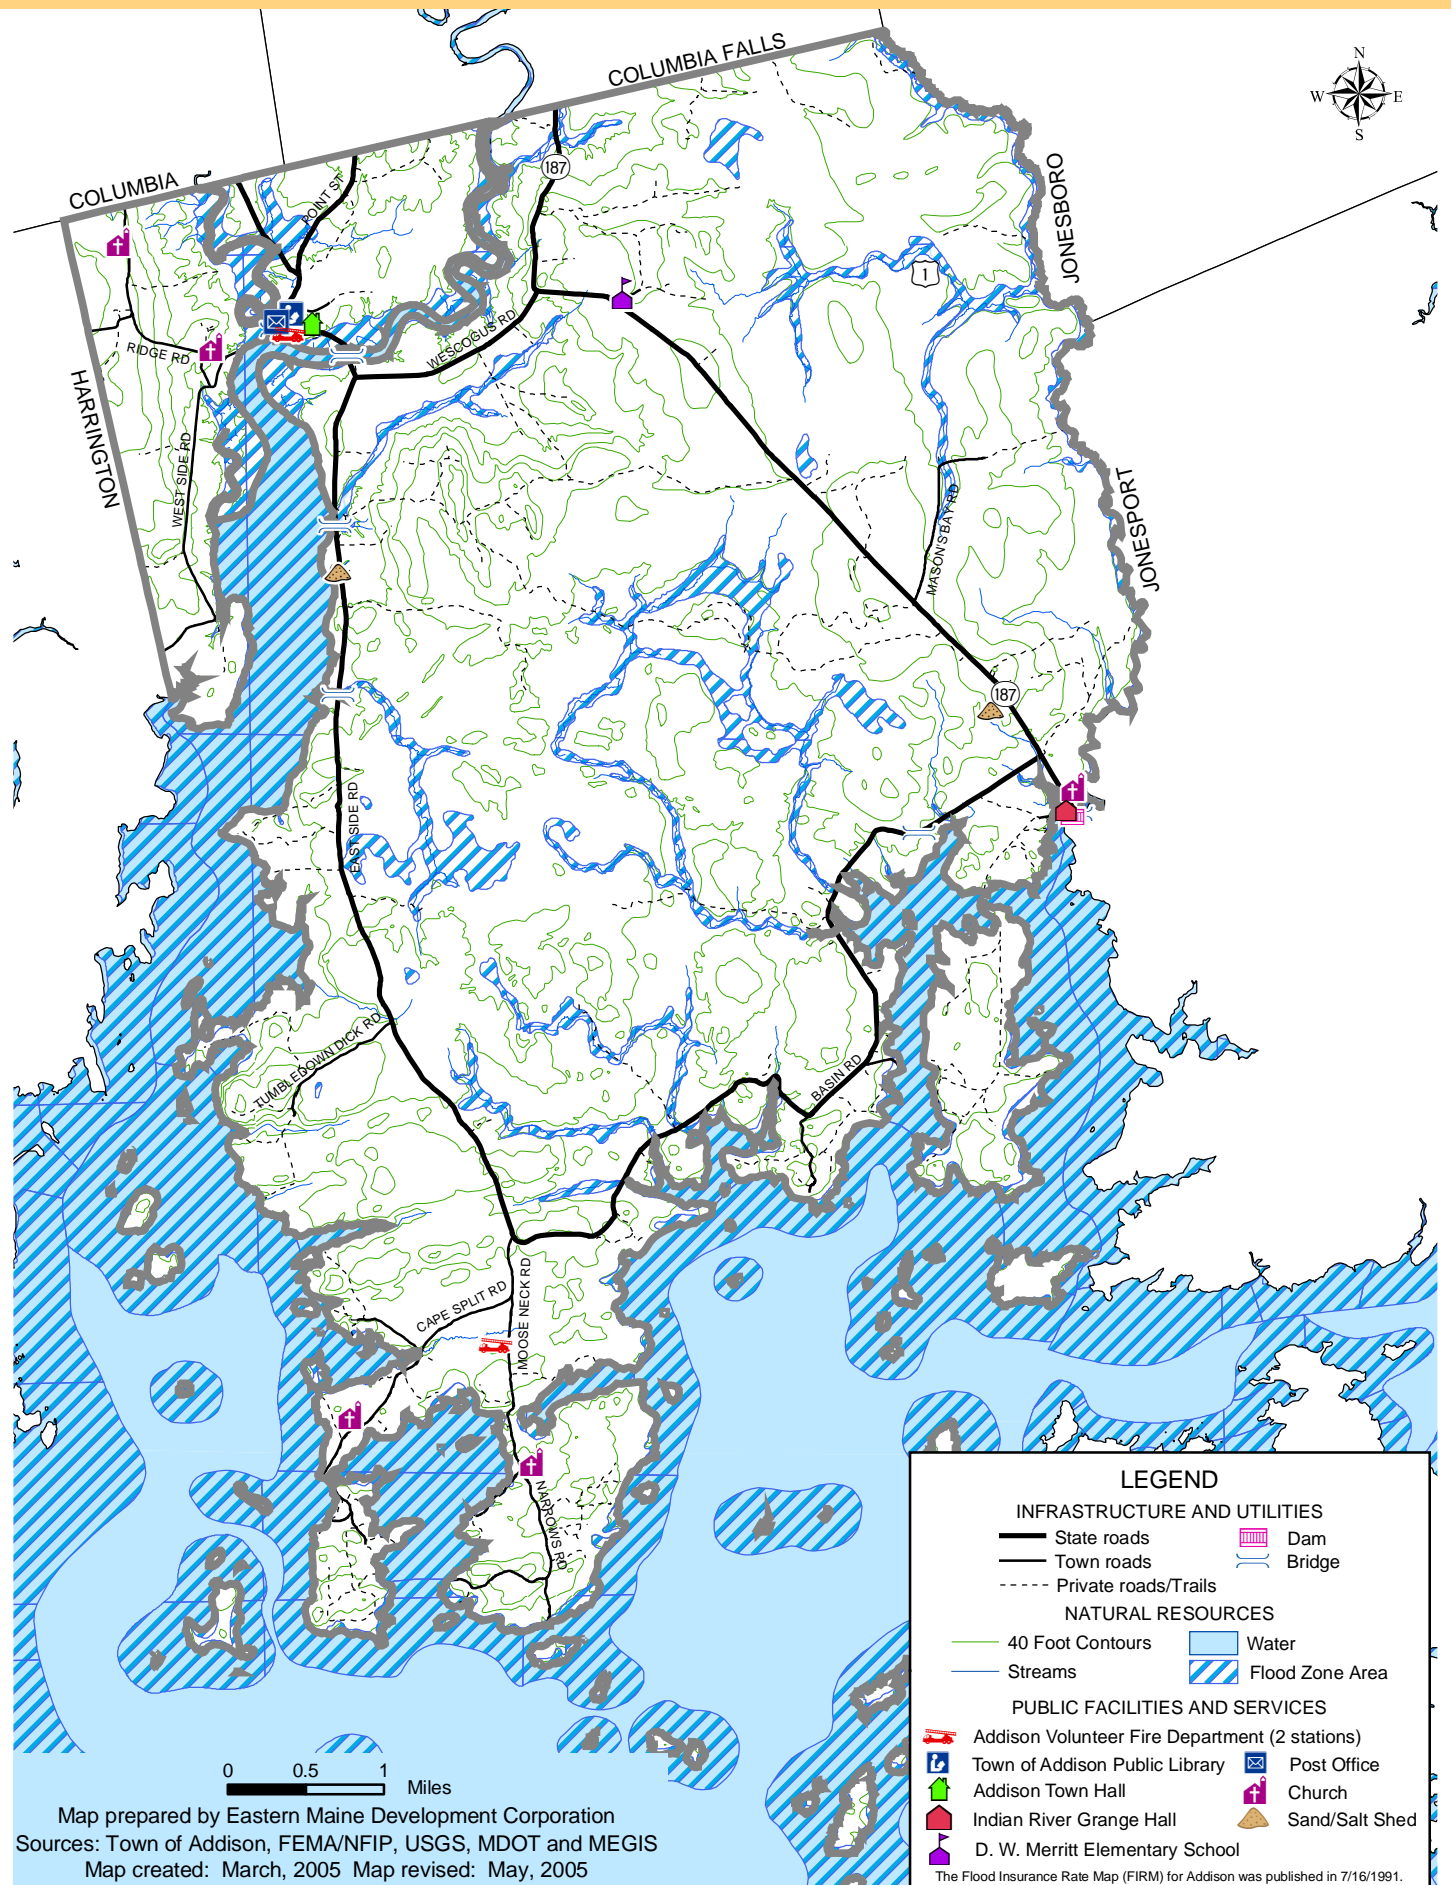 COLUMBIA FALLS
N
W E
S
187
COLUMBIA
POINT ST
JONESBORO
1
WESCOGUS RD
RIDGE RD
HARRINGTON
WEST SIDE RD
JONESPORT
MASON'S BAY RD
187
EAST SIDE RD
TUMBLEDOWN DICK RD
BASIN RD
MOOSE NECK RD
CAPE SPLIT RD
NARROWS RD
LEGEND
INFRASTRUCTURE AND UTILITIES
State roads
Dam
Town roads
Bridge
Private roads/Trails
NATURAL RESOURCES
40 Foot Contours
Water
Streams
Flood Zone Area
PUBLIC FACILITIES AND SERVICES
Addison Volunteer Fire Department (2 stations)
Town of Addison Public Library
Post Office
Addison Town Hall
Church
Indian River Grange Hall
Sand/Salt Shed
D. W. Merritt Elementary School
The Flood Insurance Rate Map (FIRM) for Addison was published in 7/16/1991.
0 0.5 1
Miles
Map prepared by Eastern Maine Development Corporation
Sources: Town of Addison, FEMA/NFIP, USGS, MDOT and MEGIS
Map created: March, 2005 Map revised: May, 2005